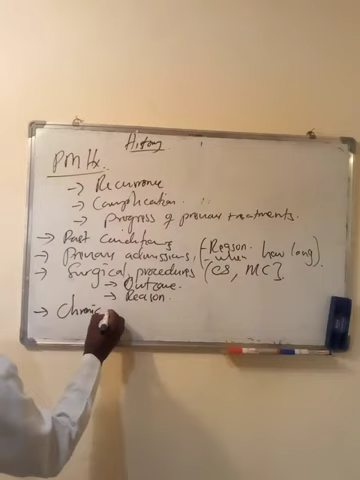 History
PMHx
→ Recurrence
→ Complication
→ Progress of previous treatments.
→ Past Conditions
→ Previous admissions, (- Reason.
- when, how long).
→ Surgical procedures (CS, MC]
→ Outcome.
→ Reason.
→ Chronic